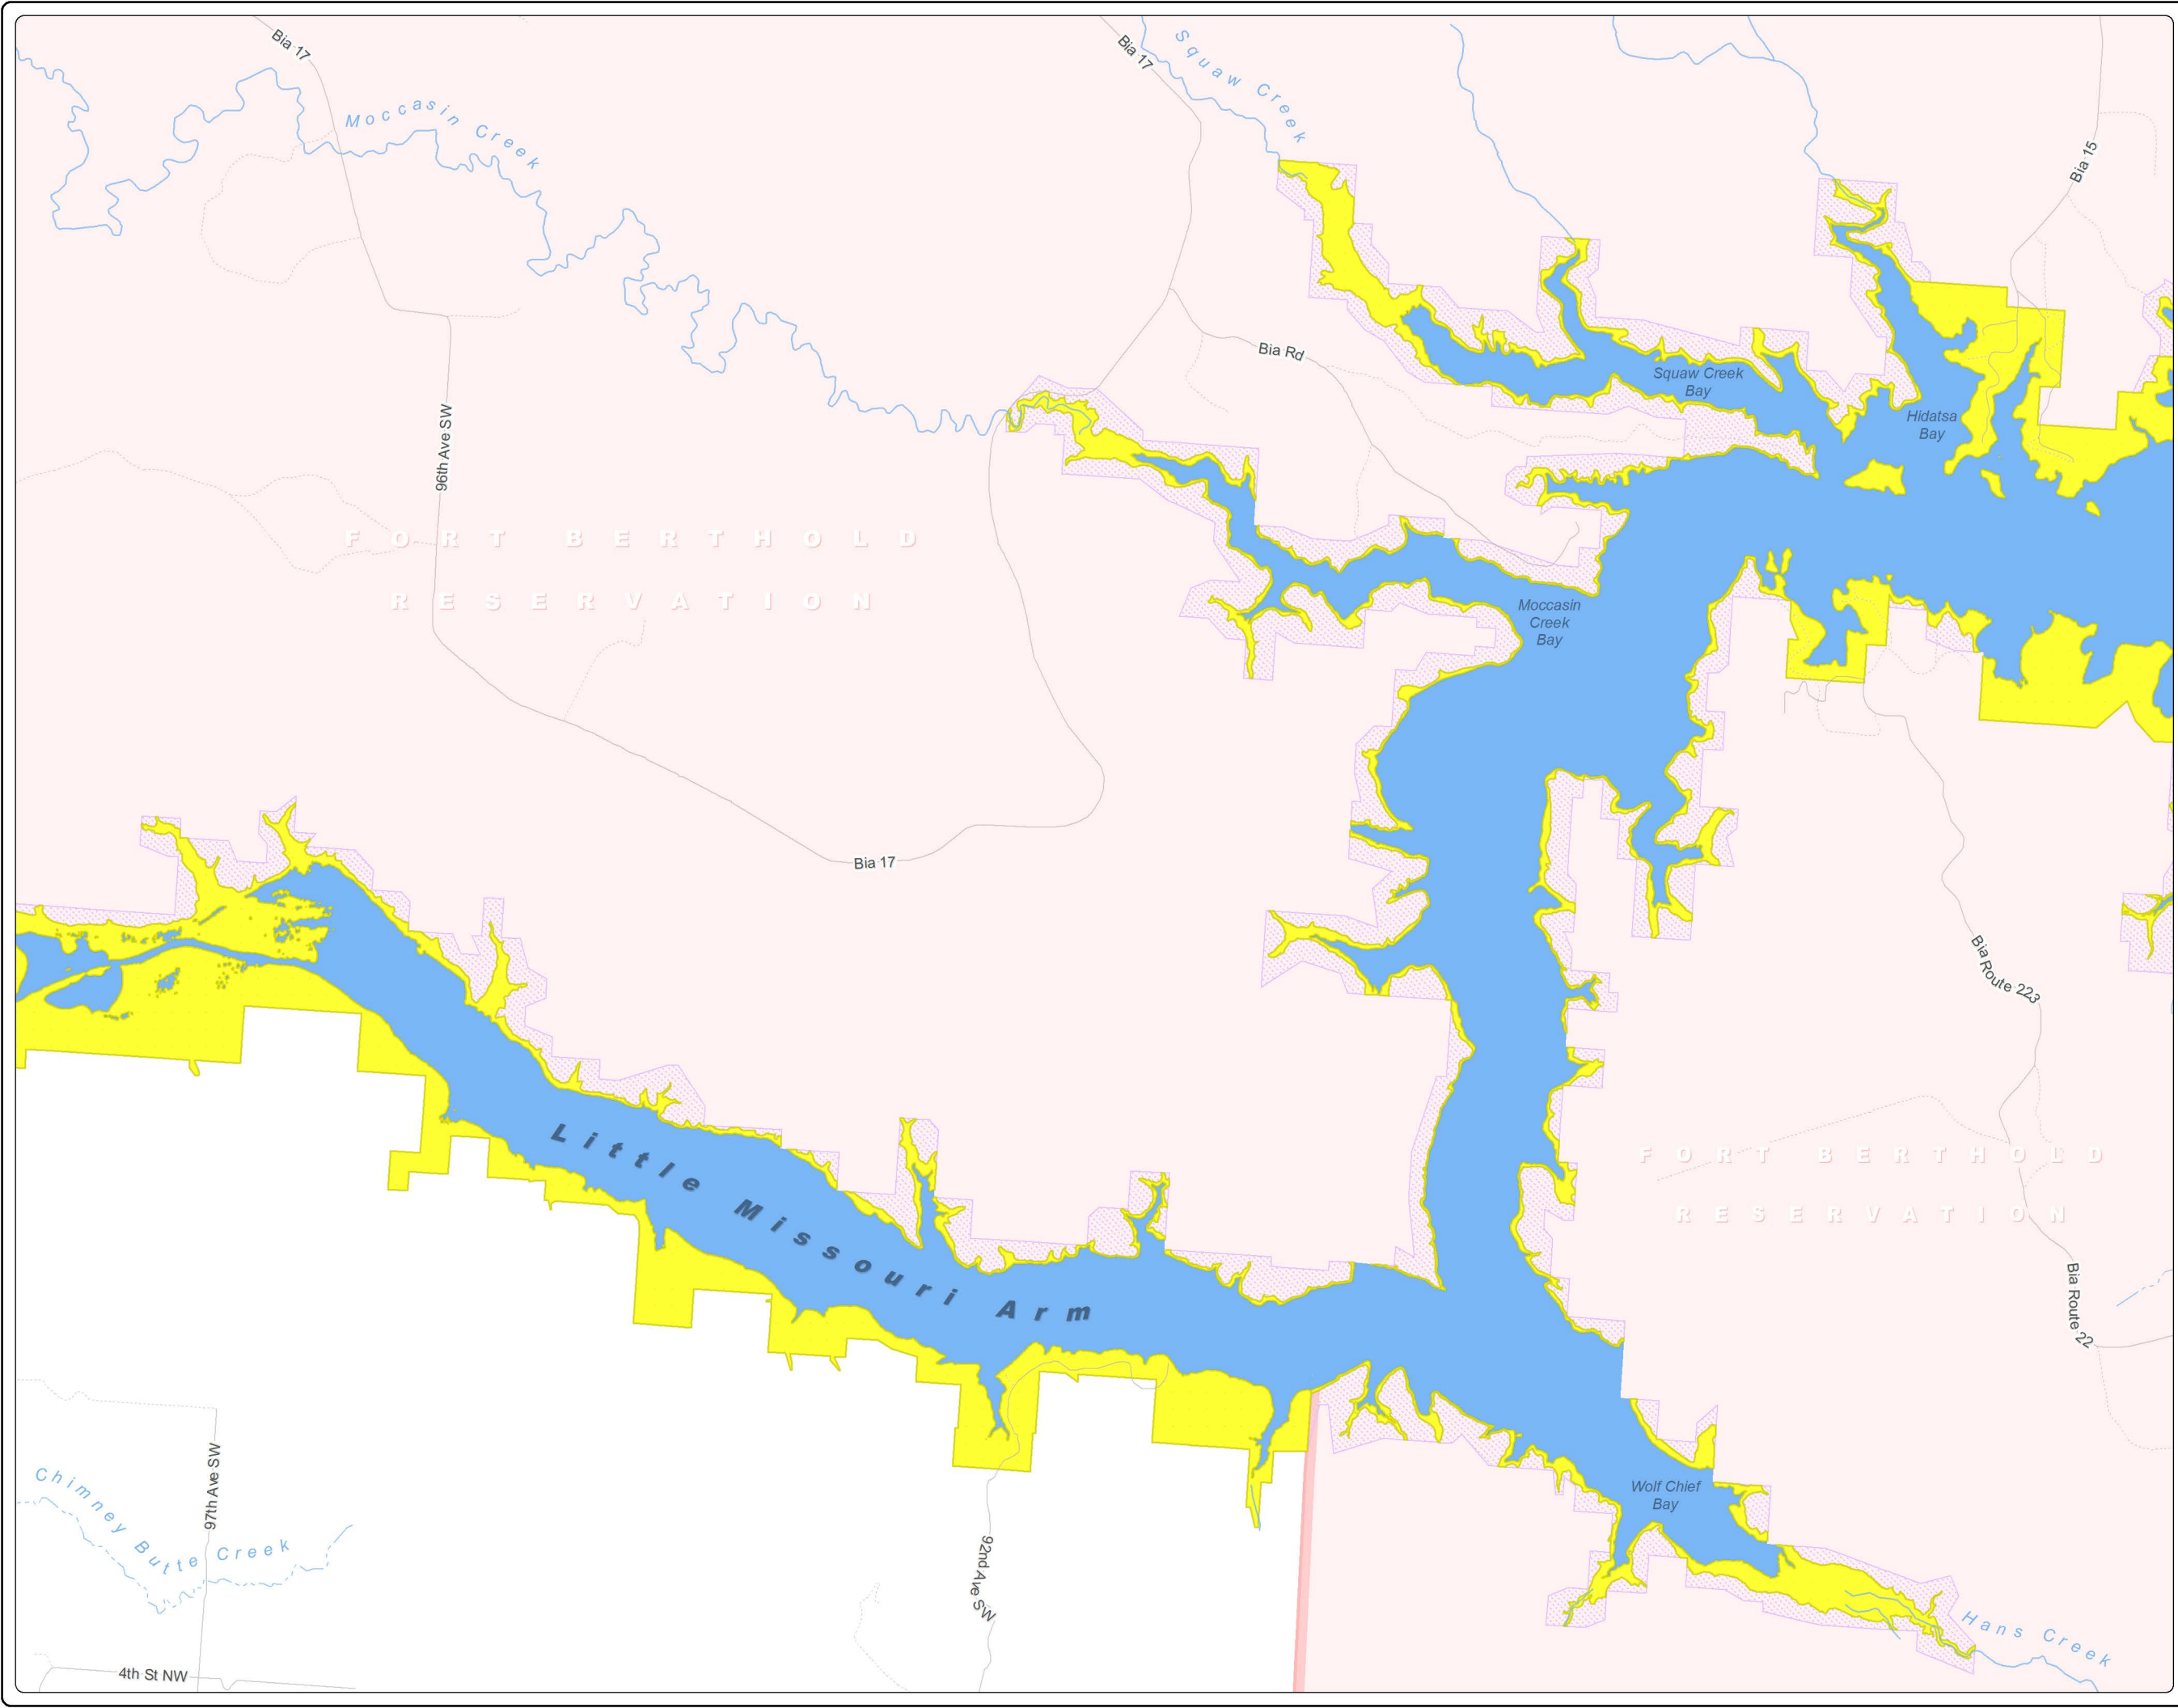 Bia 17
Bia 17
Squaw Creek
Moccasin Creek
Bia 15
Bia Rd
Squaw Creek
Bay
Hidatsa
Bay
96th Ave SW
FORT BERTHOLD
RESERVATION
Moccasin
Creek
Bay
Bia 17
Bia Route 223
Little Missouri Arm
FORT BERTHOLD
RESERVATION
Bia Route 22
Wolf Chief
Bay
97th Ave SW
Chimney Butte Creek
92nd Ave SW
Hans Creek
4th St NW